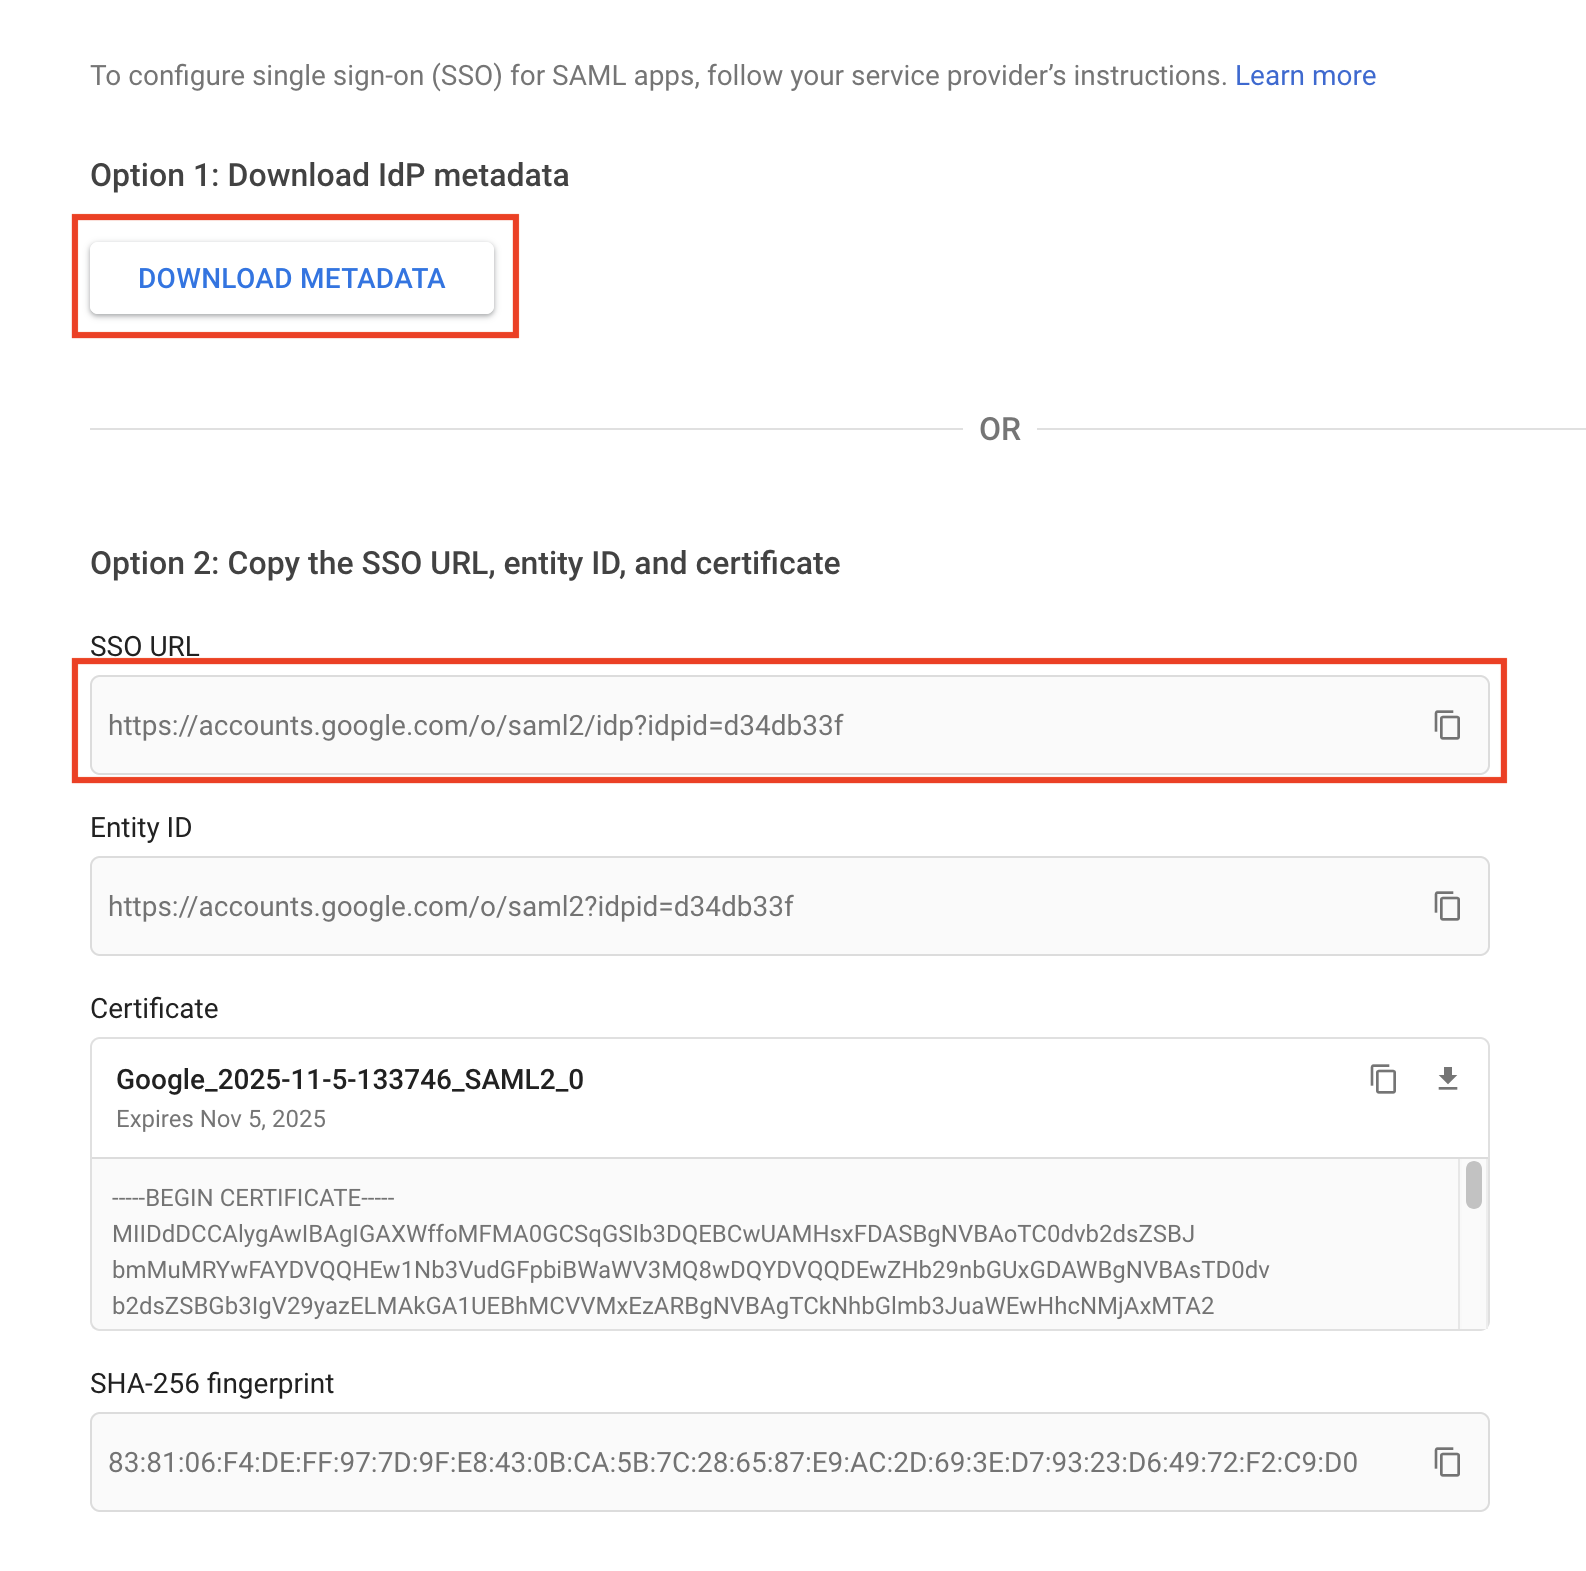 To configure single sign-on (SSO) for SAML apps, follow your service provider’s instructions. Learn more
Option 1: Download IdP metadata
DOWNLOAD METADATA
OR
Option 2: Copy the SSO URL, entity ID, and certificate
SSO URL
https://accounts.google.com/o/saml2/idp?idpid=d34db33f
Entity ID
https://accounts.google.com/o/saml2?idpid=d34db33f
Certificate
Google_2025-11-5-133746_SAML2_0
Expires Nov 5, 2025
-----BEGIN CERTIFICATE-----
MIIDdDCCAlygAwIBAgIGAXWffoMFMA0GCSqGSIb3DQEBCwUAMHsxFDASBgNVBAoTC0dvb2dsZSBJ
bmMuMRYwFAYDVQQHEw1Nb3VudGFpbiBWaWV3MQ8wDQYDVQQDEwZHb29nbGUxGDAWBgNVBAsTD0dv
b2dsZSBGb3IgV29yazELMAkGA1UEBhMCVVMxEzARBgNVBAgTCkNhbGlmb3JuaWEwHhcNMjAxMTA2
SHA-256 fingerprint
83:81:06:F4:DE:FF:97:7D:9F:E8:43:0B:CA:5B:7C:28:65:87:E9:AC:2D:69:3E:D7:93:23:D6:49:72:F2:C9:D0